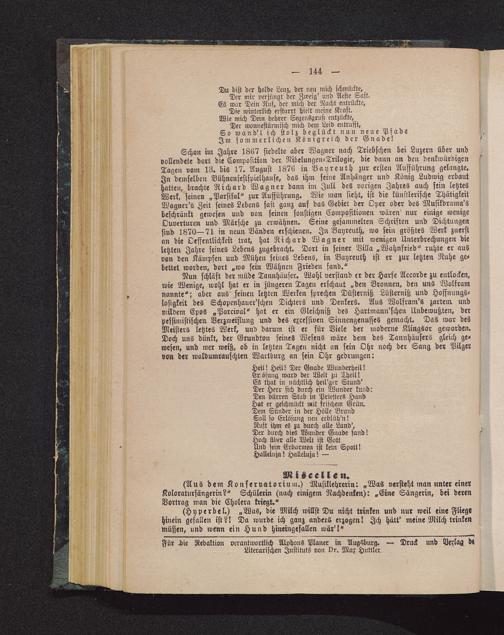 — 144 —
Du bist der holde Lenz, der neu mich schmückte,
Der mir verjüngt der Zweig' und Aeste Saft.
Es war Dein Ruf, der mich der Nacht entrückte,
Die winterlich erstarrt hielt meine Kraft.
Wie mich Dein hehrer Segensgruß entzückte,
Der wonnestürmisch mich dem Leid entrafft,
So wand'l ich stolz beglückt nun neue Pfade
Im sommerlichen Königreich der Gnade!
Schon im Jahre 1867 siedelte aber Wagner nach Triebschen bei Luzern über und
vollendete dort die Composition der Nibelungen-Trilogie, die dann an den denkwürdigen
Tagen vom 13. bis 17. August 1876 in Bayreuth zur ersten Aufführung gelangte.
In demselben Bühnenfestspielhause, das ihm seine Anhänger und König Ludwig erbaut
hatten, brachte Richard Wagner dann im Juli des vorigen Jahres auch sein letztes
Werk, seinen „Parsifal" zur Aufführung. Wie man sieht, ist die künstlerische Thätigkeit
Wagner's Zeit seines Lebens fast ganz auf das Gebiet der Oper oder des Musikdrama's
beschränkt gewesen und von seinen sonstigen Compositionen wären nur einige wenige
Ouverturen und Märsche zu erwähnen. Seine gesammelten Schriften und Dichtungen
sind 1870—71 in neun Bänden erschienen. In Bayreuth, wo sein größtes Werk zuerst
an die Oeffentlichkeit trat, hat Richard Wagner mit wenigen Unterbrechungen die
letzten Jahre seines Lebens zugebracht. Dort in seiner Villa „Wahnfried" ruhte er aus
von den Kämpfen und Mühen seines Lebens, in Bayreuth ist er zur letzten Ruhe ge-
bettet worden, dort „wo sein Wähnen Frieden fand."
Nun schläft der müde Tannhäuser. Wohl verstand er der Harfe Accorde zu entlocken,
wie Wenige, wohl hat er in jüngeren Tagen erschaut „den Bronnen, den uns Wolfram
nannte"; aber aus seinen letzten Werken sprechen Düsterniß, Lüsterniß und Hoffnungs-
losigkeit des Schopenhauer'schen Dichters und Denkers. Aus Wolfram's zartem und
mildem Epos „Parcival" hat er ein Gleichniß des Hartmann'schen Unbewußten, der
pessimistischen Verzweiflung und des excessiven Sinnengenusses gemacht. Das war des
Meisters letztes Werk, und darum ist er für Viele der moderne Klingsor geworden.
Doch uns dünkt, der Grundton seines Wesens wäre dem des Tannhäusers gleich ge-
wesen, und wer weiß, ob in letzten Tagen nicht an sein Ohr noch der Sang der Pilger
von der waldumrauschten Wartburg an sein Ohr gedrungen:
Heil! Heil! Der Gnade Wunderheil!
Erlösung ward der Welt zu Theil!
Es that in nächtlich heil'ger Stund'
Der Herr sich durch ein Wunder kund:
Den dürren Stab in Priesters Hand
Hat er geschmückt mit frischem Grün.
Dem Sünder in der Hölle Brand
Soll so Erlösung neu erblüh'n!
Ruft ihm es zu durch alle Land',
Der durch dies Wunder Gnade fand!
Hoch über alle Welt ist Gott
Und sein Erbarmen ist kein Spott!
Halleluja! Halleluja! —
Miscellen.
(Aus dem Konservatorium.) Musiklehrerin: „Was versteht man unter einer
Koloratursängerin?" Schülerin (nach einigem Nachdenken): „Eine Sängerin, bei deren
Vortrag man die Cholera kriegt."
(Hyperbel.) „Was, die Milch willst Du nicht trinken und nur weil eine Fliege
hinein gefallen ist?! Da wurde ich ganz anders erzogen! Ich hätt' meine Milch trinken
müssen, und wenn ein Hund hineingefallen wär'!"
Für die Redaktion verantwortlich Alphons Planer in Augsburg. — Druck und Verlag de
Literarischen Instituts von Dr. Max Huttler.